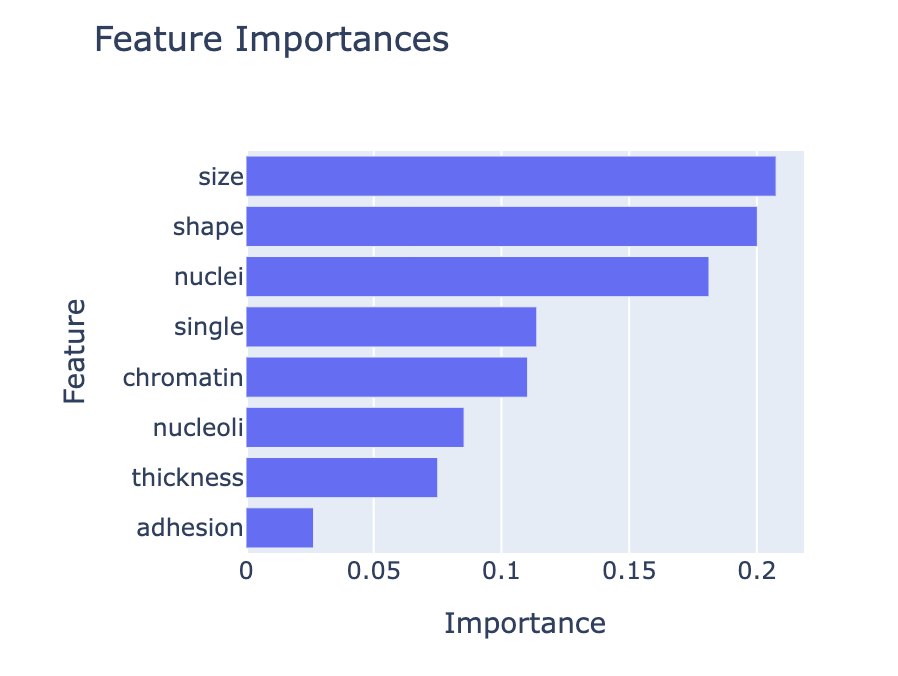 Feature Importances
Feature
size
shape
nuclei
single
chromatin
nucleoli
thickness
adhesion
0 0.05 0.1 0.15 0.2
Importance